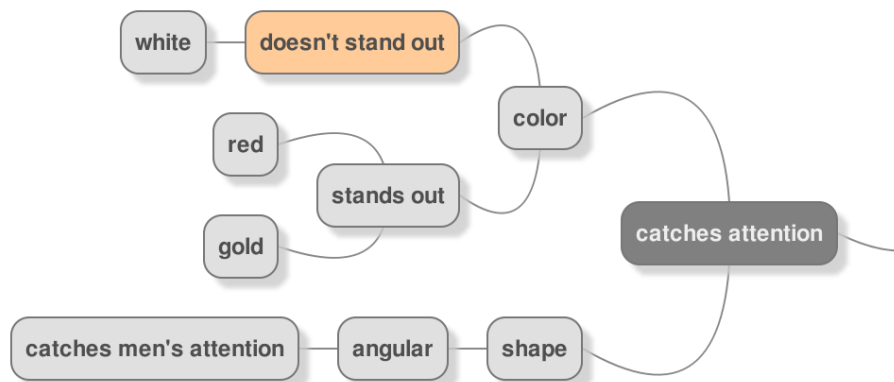 white
doesn't stand out
color
red
stands out
gold
catches attention
catches men's attention
angular
shape